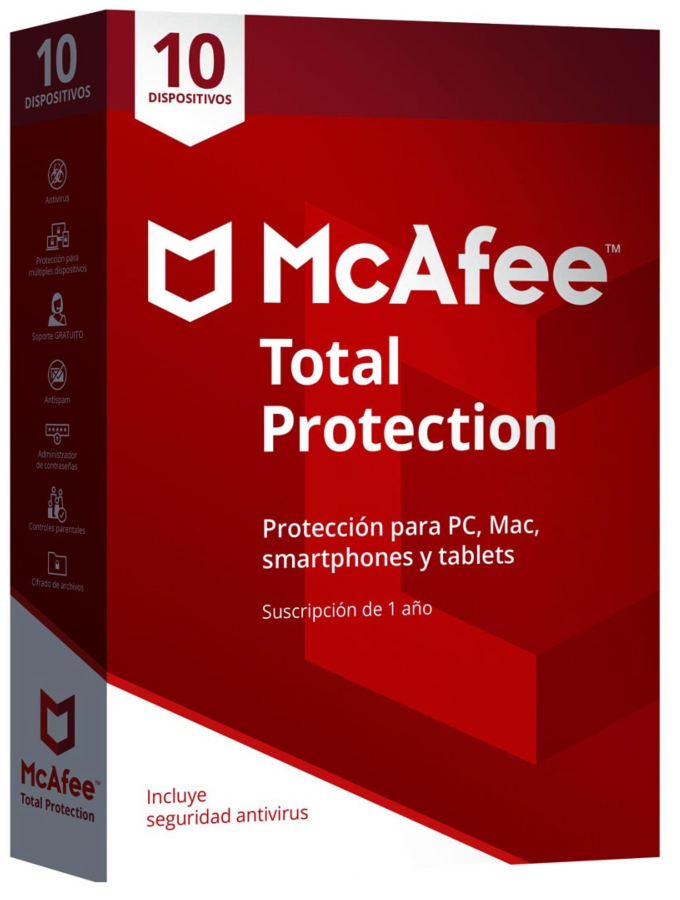 10
DISPOSITIVOS
Antivirus
Protección para
múltiples dispositivos
Soporte GRATUITO
Antispam
Administrador
de contraseñas
Controles parentales
Cifrado de archivos
McAfee™
Total Protection
10
DISPOSITIVOS
McAfee™
Total
Protection
Protección para PC, Mac,
smartphones y tablets
Suscripción de 1 año
Incluye
seguridad antivirus